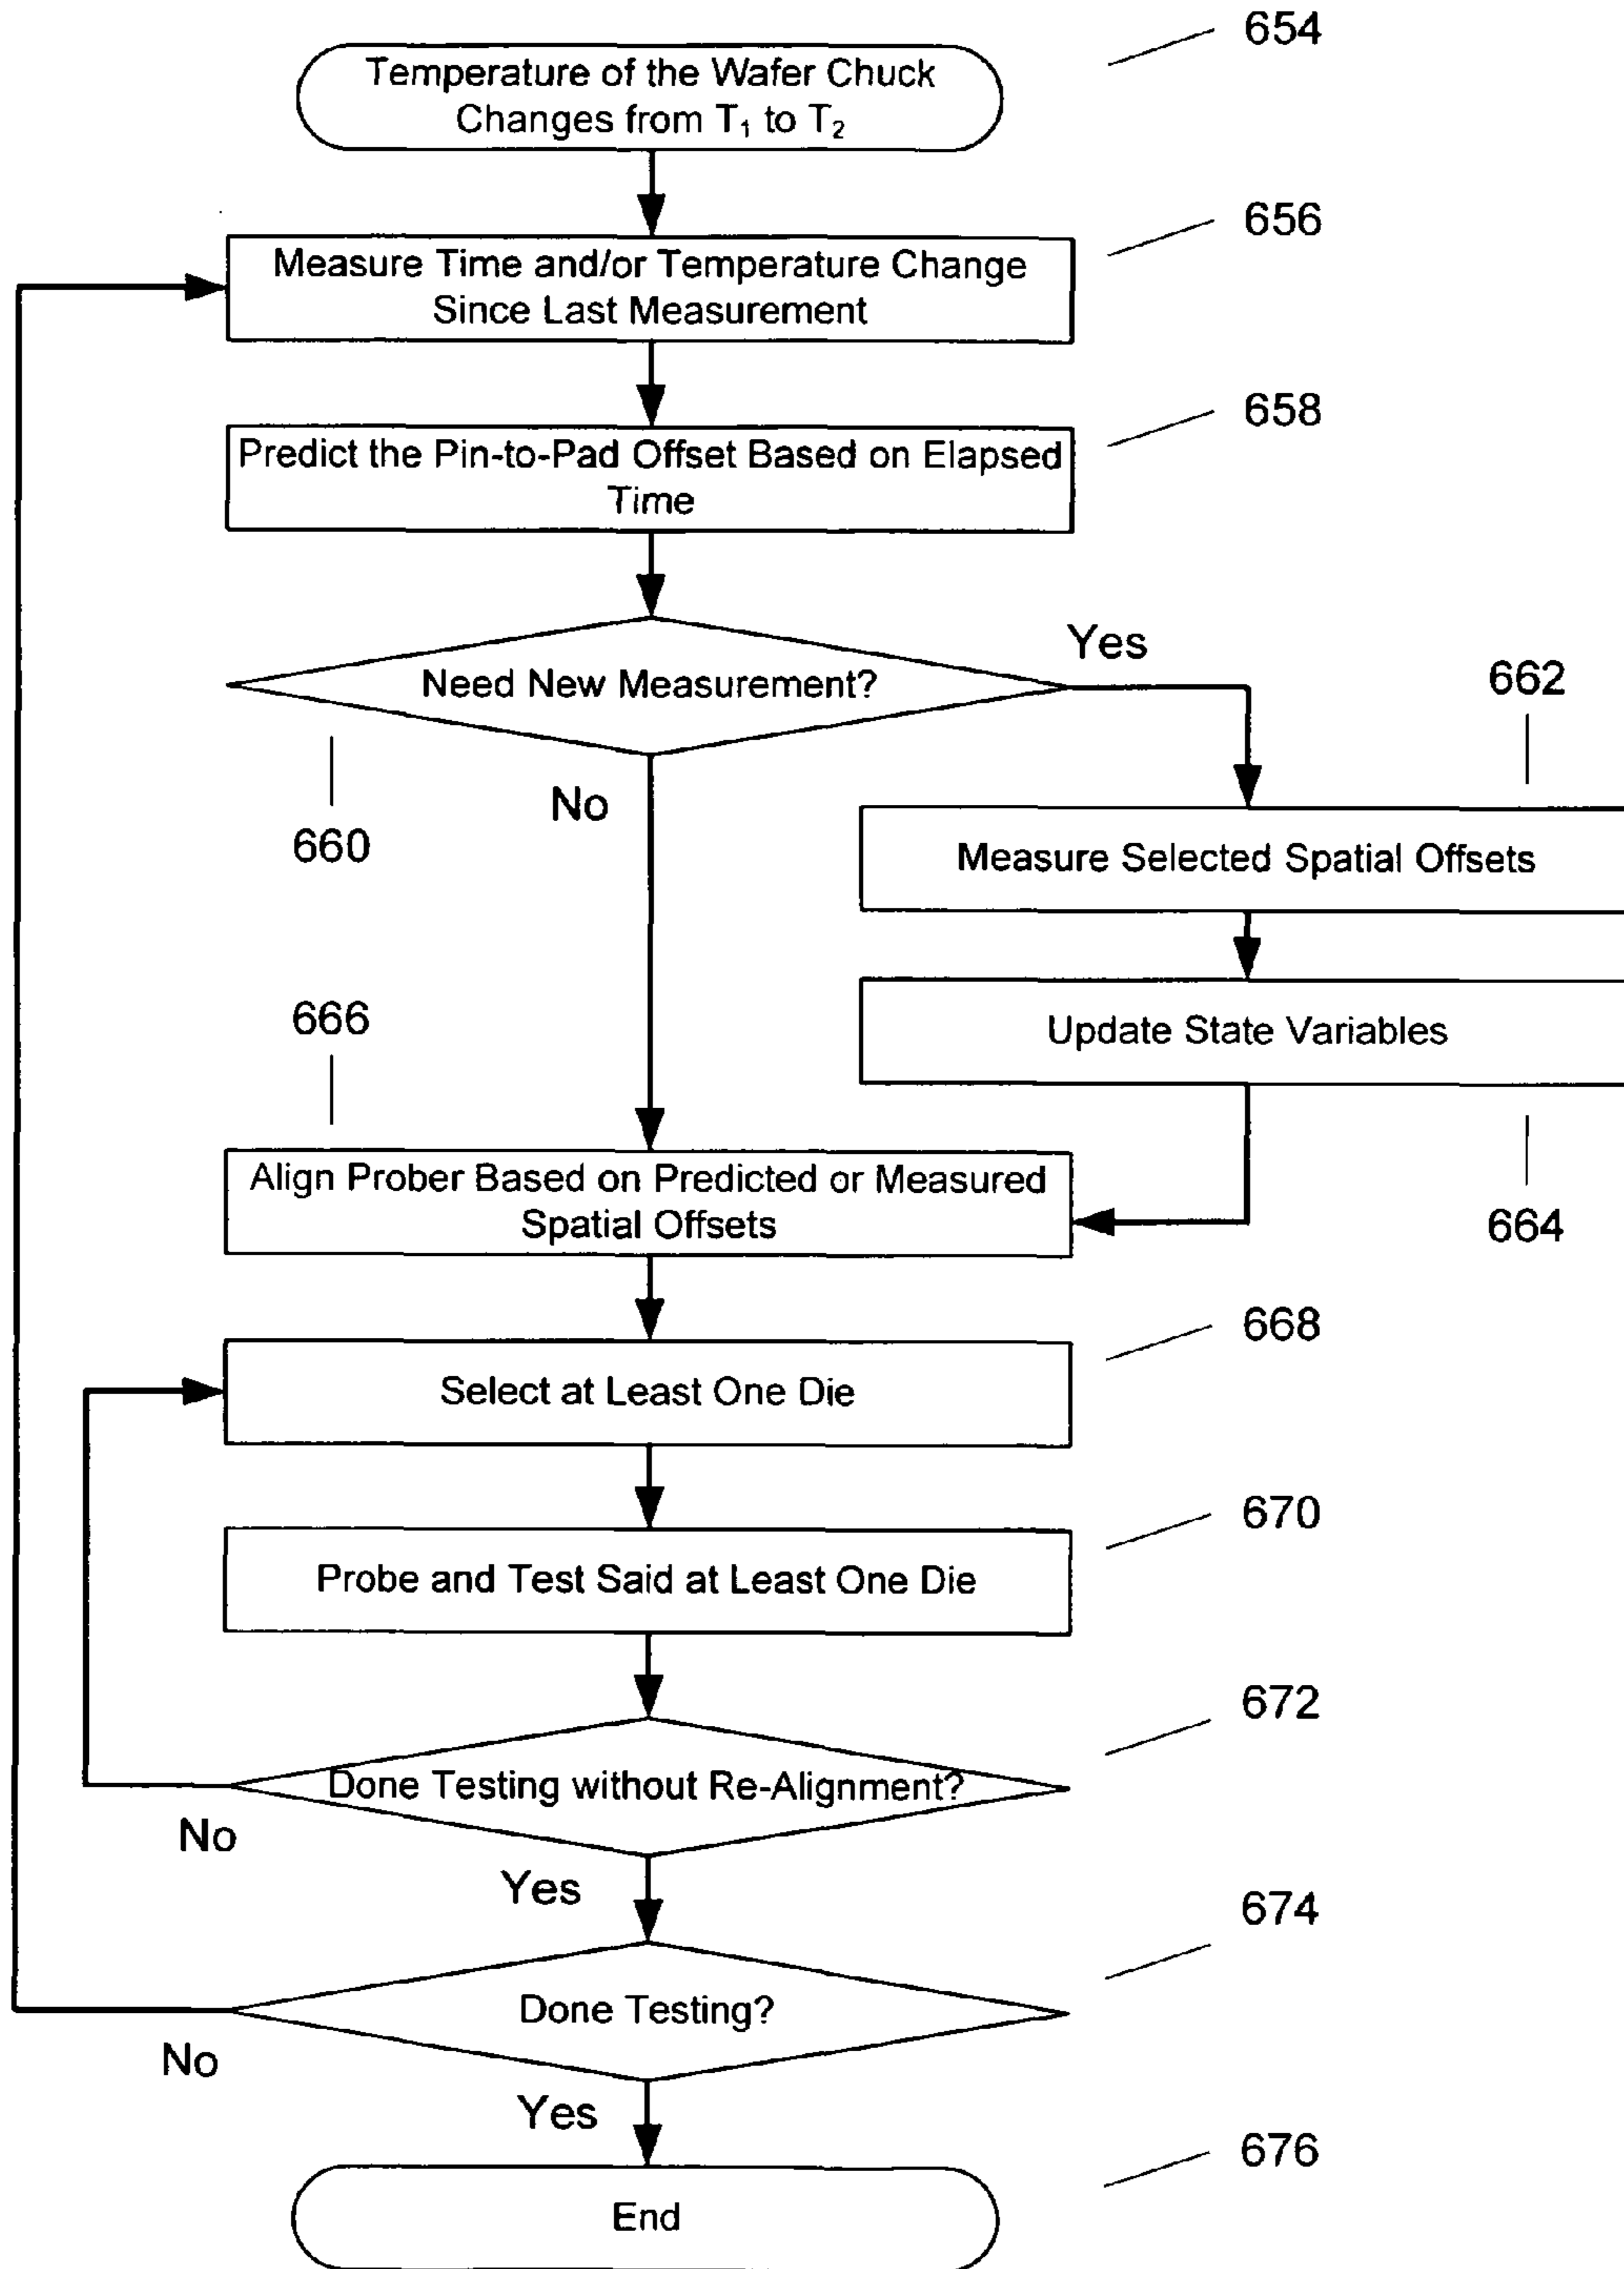 654
Temperature of the Wafer Chuck
Changes from T₁ to T₂
656
Measure Time and/or Temperature Change
Since Last Measurement
658
Predict the Pin-to-Pad Offset Based on Elapsed
Time
Yes
Need New Measurement?
662
No
660
Measure Selected Spatial Offsets
666
Update State Variables
Align Prober Based on Predicted or Measured
Spatial Offsets
664
668
Select at Least One Die
670
Probe and Test Said at Least One Die
672
Done Testing without Re-Alignment?
No
Yes
674
Done Testing?
No
Yes
676
End